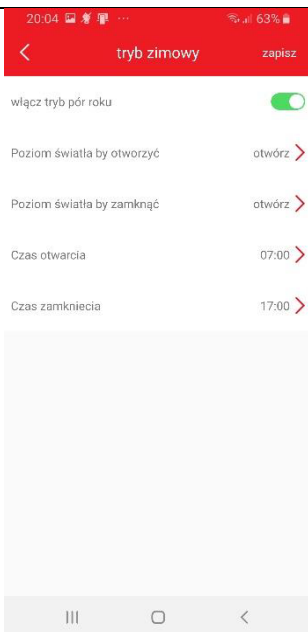 20:04 ... 63%
tryb zimowy zapisz
włącz tryb pór roku
Poziom światła by otworzyć otwórz
Poziom światła by zamknąć otwórz
Czas otwarcia 07:00
Czas zamkniecia 17:00